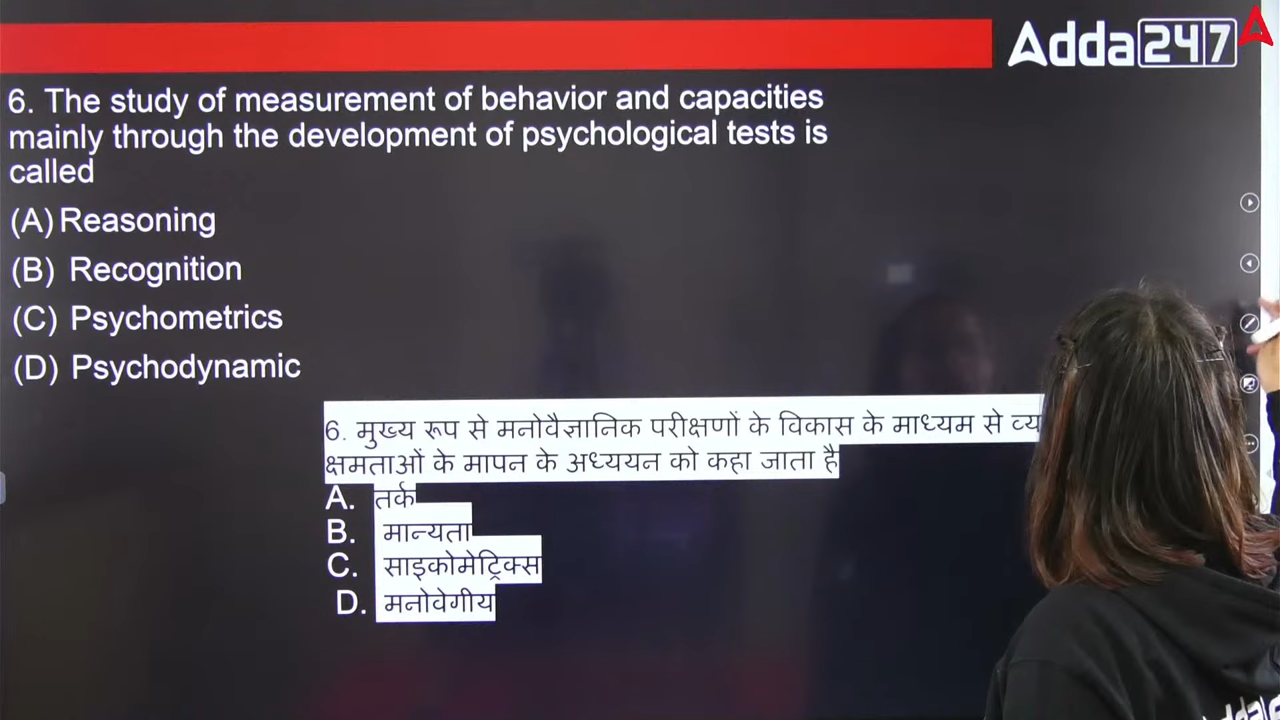 Adda247
6. The study of measurement of behavior and capacities
mainly through the development of psychological tests is
called
(A) Reasoning
(B) Recognition
(C) Psychometrics
(D) Psychodynamic
6. मुख्य रूप से मनोवैज्ञानिक परीक्षणों के विकास के माध्यम से
क्षमताओं के मापन के अध्ययन को कहा जाता है
A. तर्क
B. मान्यता
C. साइकोमेट्रिक्स
D. मनोवेगीय